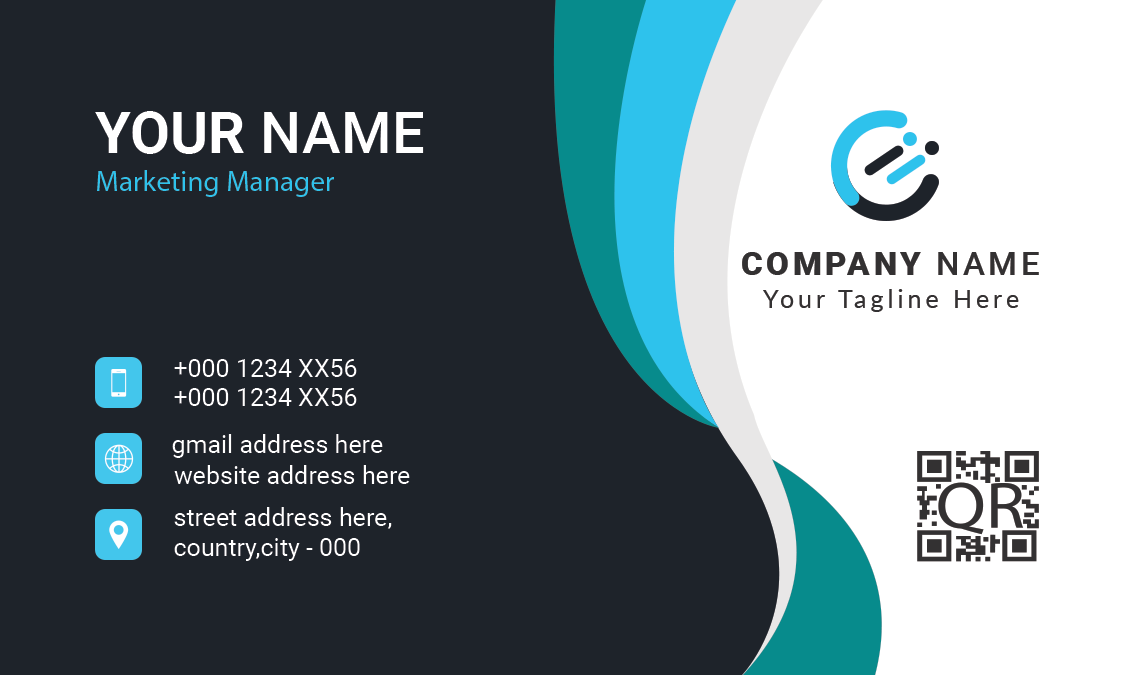 YOUR NAME
Marketing Manager
+000 1234 XX56
+000 1234 XX56
gmail address here
website address here
street address here,
country,city - 000
COMPANY NAME
Your Tagline Here
QR